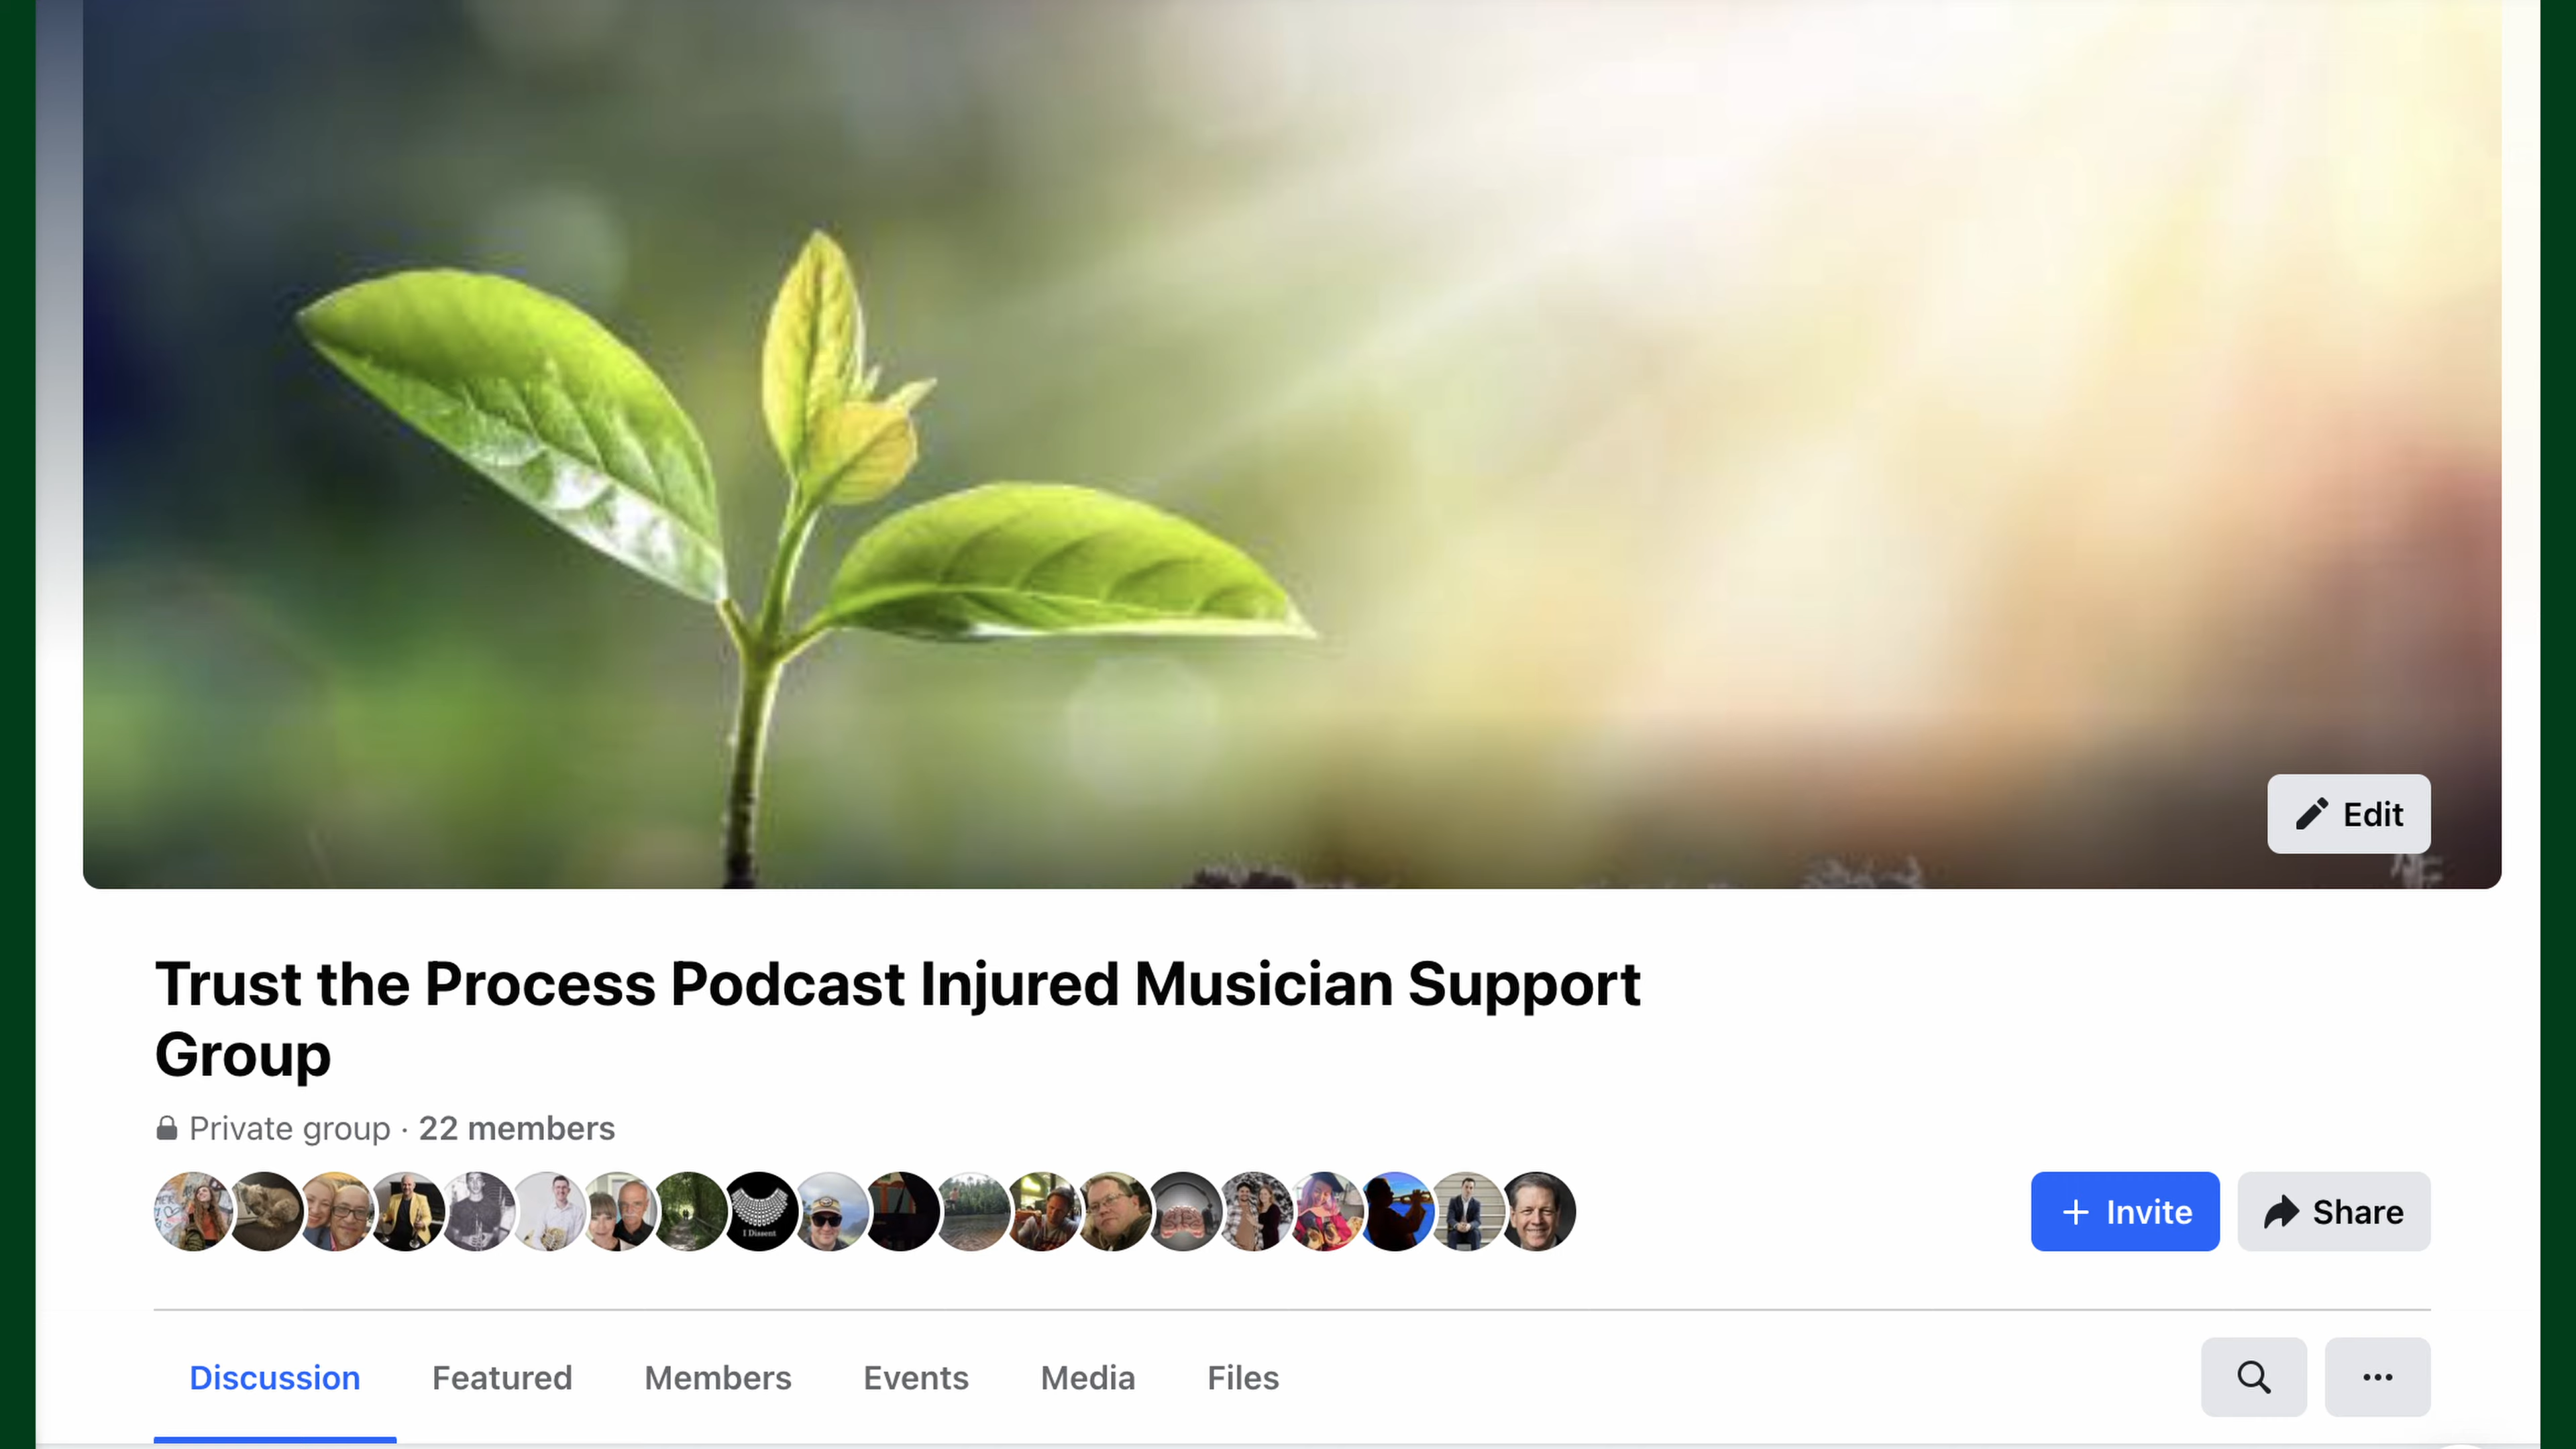 Edit
Trust the Process Podcast Injured Musician Support
Group
Private group · 22 members
I Dissent
+ Invite
Share
Discussion
Featured
Members
Events
Media
Files